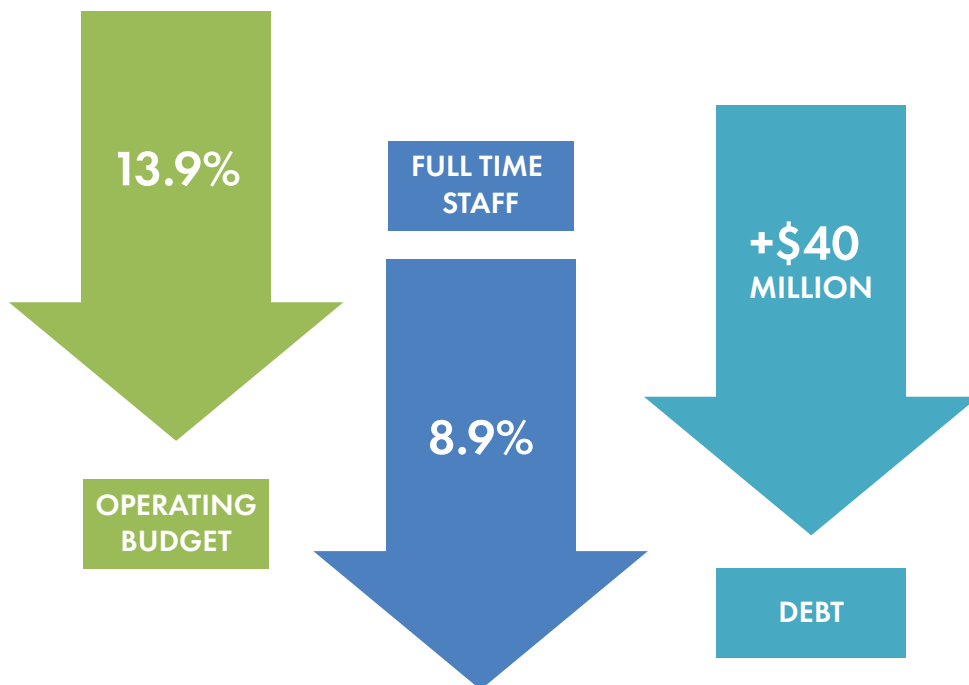 13.9%
OPERATING
BUDGET
FULL TIME
STAFF
8.9%
+$40
MILLION
DEBT